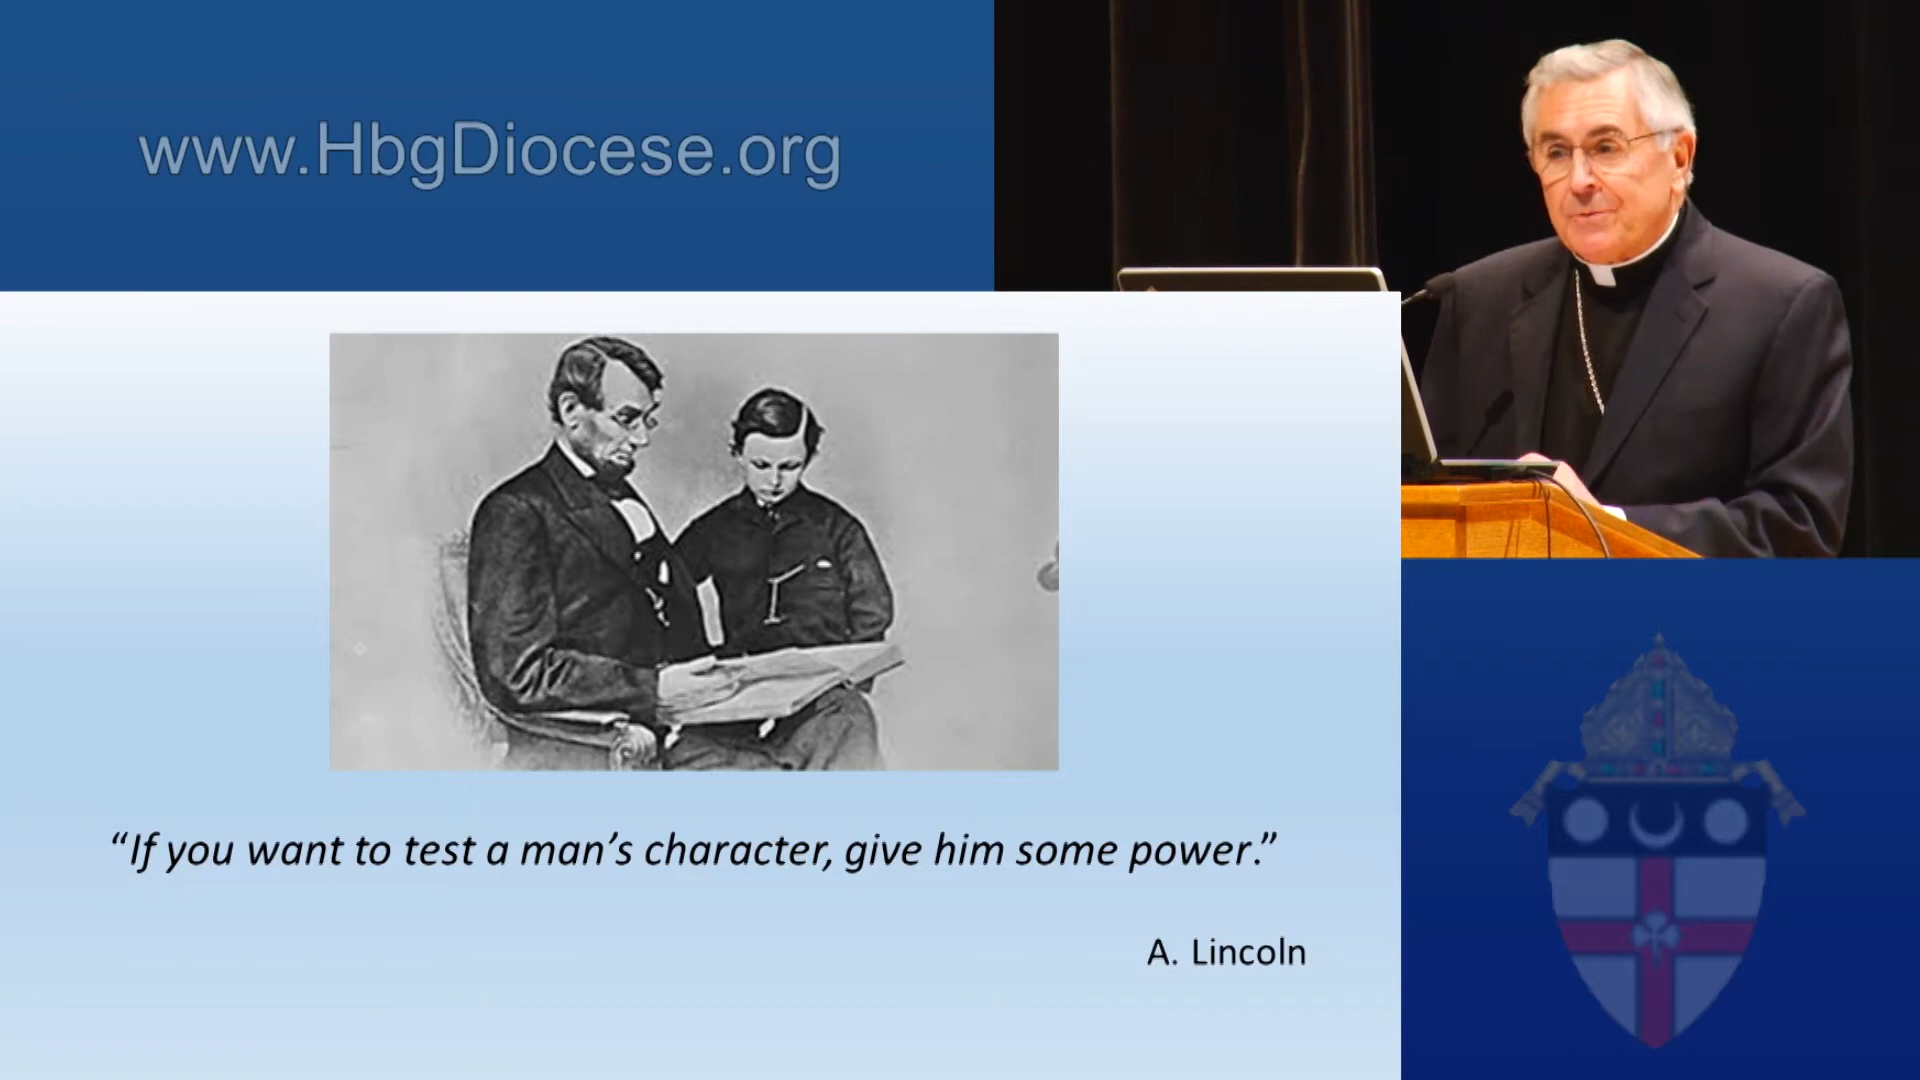 www.HbgDiocese.org
“If you want to test a man’s character, give him some power.”
A. Lincoln